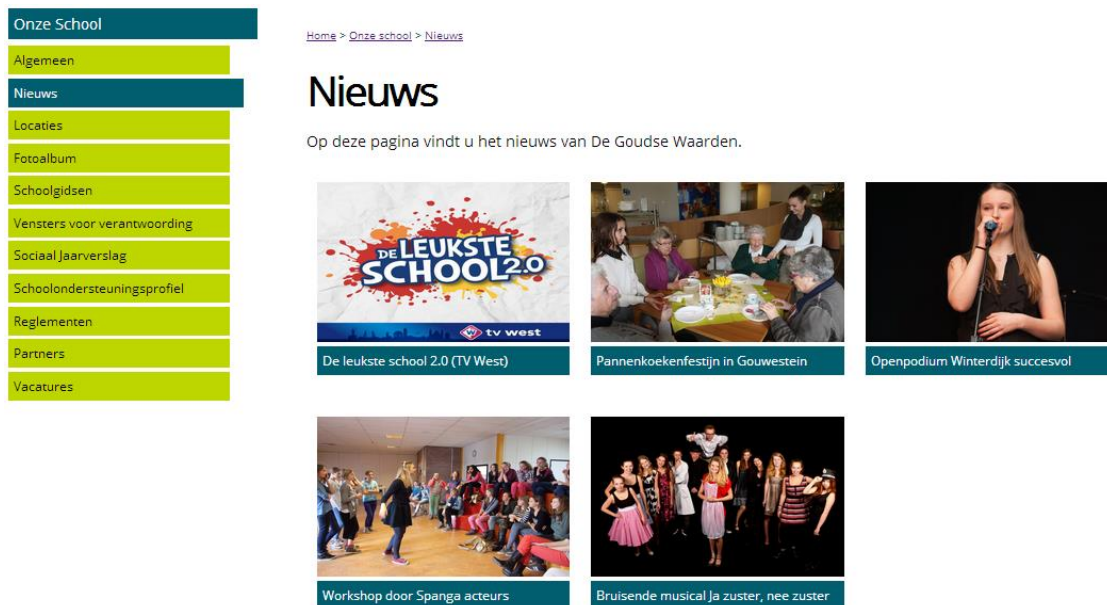 Onze School
Algemeen
Nieuws
Locaties
Fotoalbum
Schoolgidsen
Vensters voor verantwoording
Sociaal Jaarverslag
Schoolondersteuningsprofiel
Reglementen
Partners
Vacatures
Home > Onze school > Nieuws
Nieuws
Op deze pagina vindt u het nieuws van De Goudse Waarden.
DE LEUKSTE
SCHOOL 2.0
W tv west
De leukste school 2.0 (TV West)
Pannenkoekenfestijn in Gouwestein
Openpodium Winterdijk succesvol
Workshop door Spanga acteurs
Bruisende musical Ja zuster, nee zuster